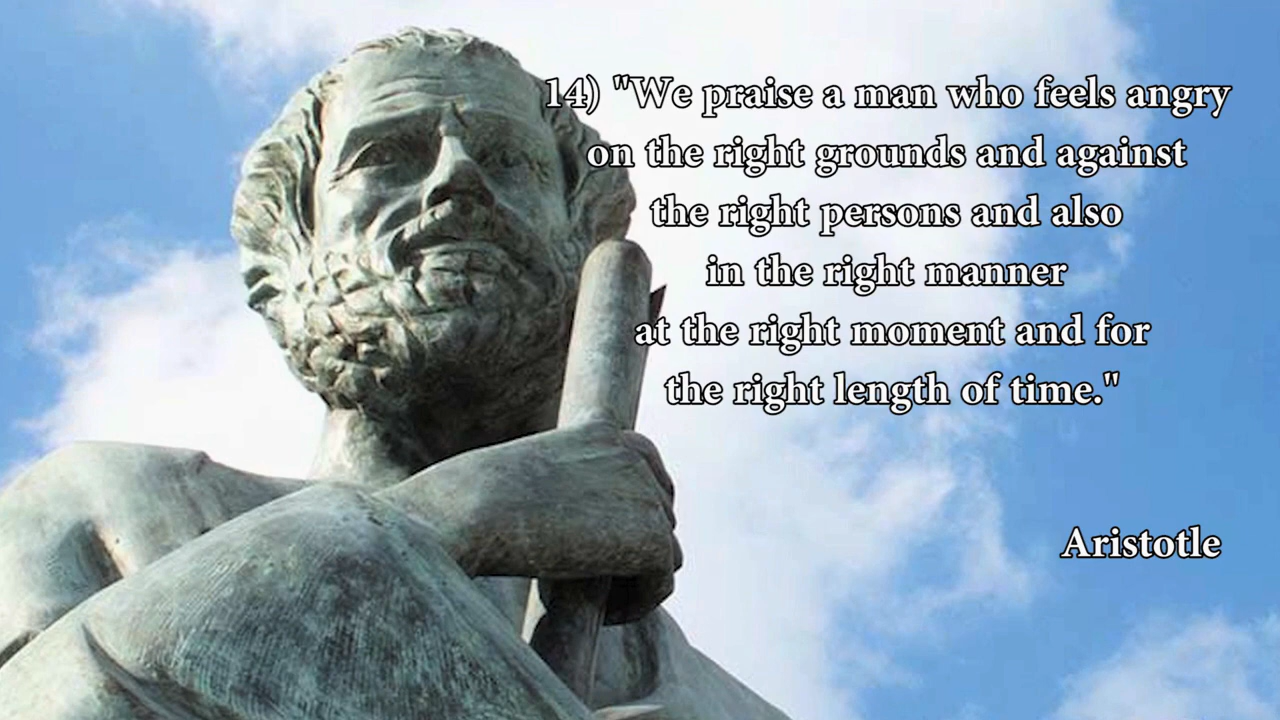 14) "We praise a man who feels angry
on the right grounds and against
the right persons and also
in the right manner
at the right moment and for
the right length of time."
Aristotle